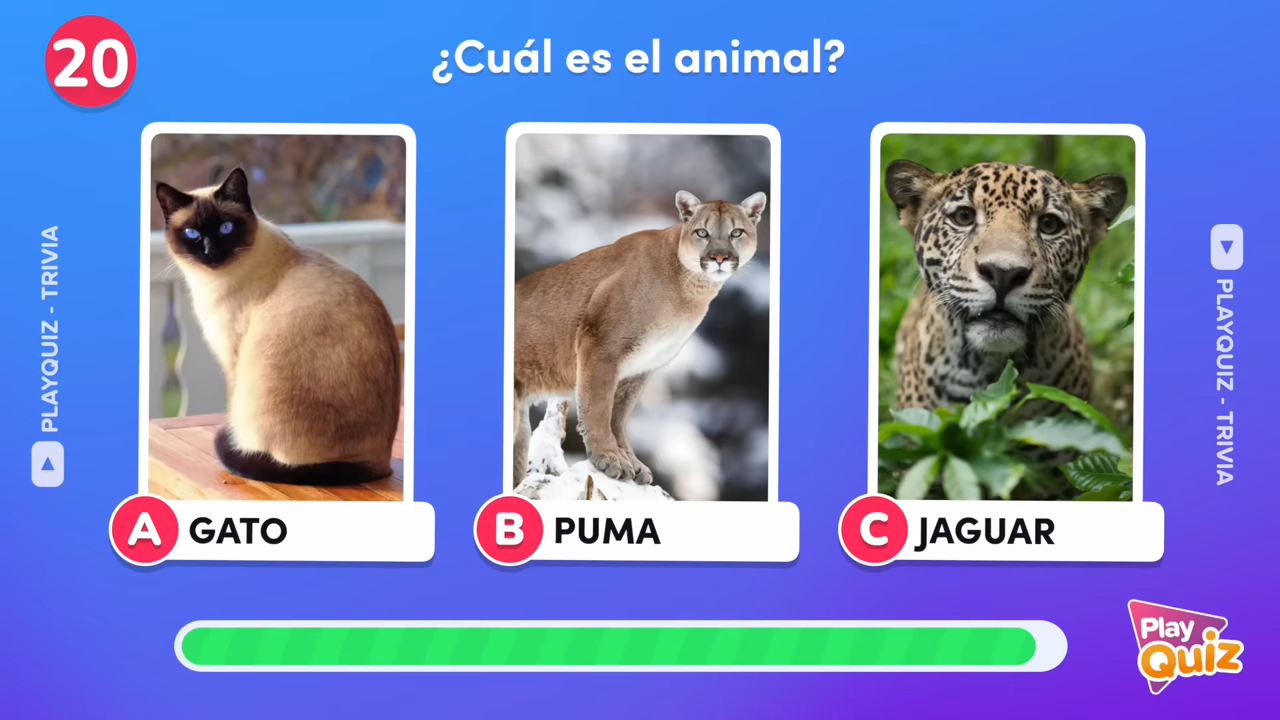 20
¿Cuál es el animal?
PLAYQUIZ - TRIVIA
PLAYQUIZ - TRIVIA
A GATO
B PUMA
C JAGUAR
Play
Quiz